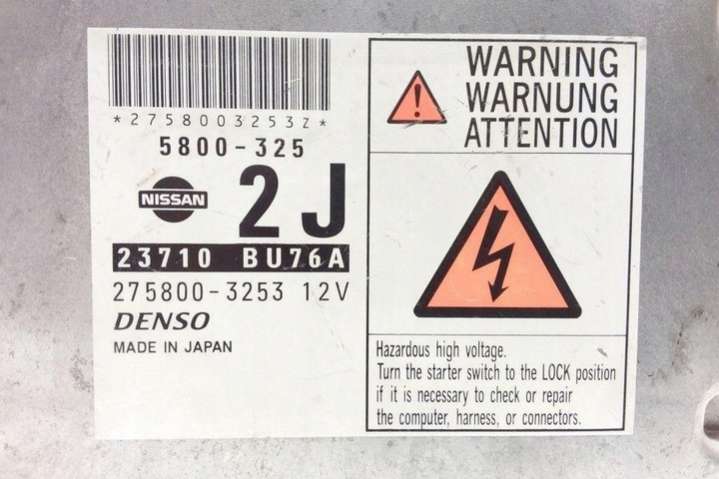 *2758003253Z*
5800-325
NISSAN
2J
23710 BU76A
275800-3253 12V
DENSO
MADE IN JAPAN
WARNING
WARNUNG
ATTENTION
Hazardous high voltage.
Turn the starter switch to the LOCK position
if it is necessary to check or repair
the computer, harness, or connectors.